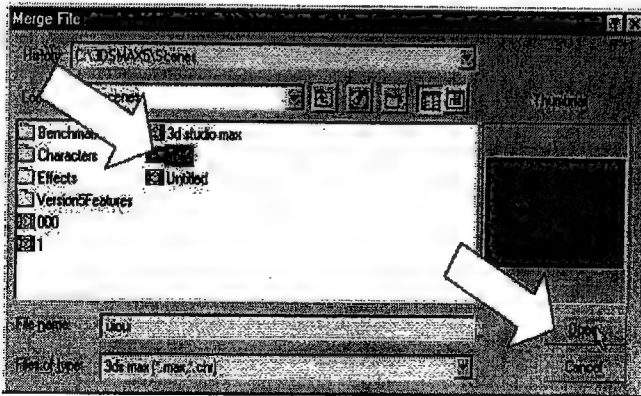 Merge File
History: C:\3DSMAX5\Scenes
Thumbnail
Benchma
3d studio max
Characters
Effects
Untitled
Version5Features
000
1
File name:
Open
Files of type: 3ds max (*.max,*.chr)
Cancel